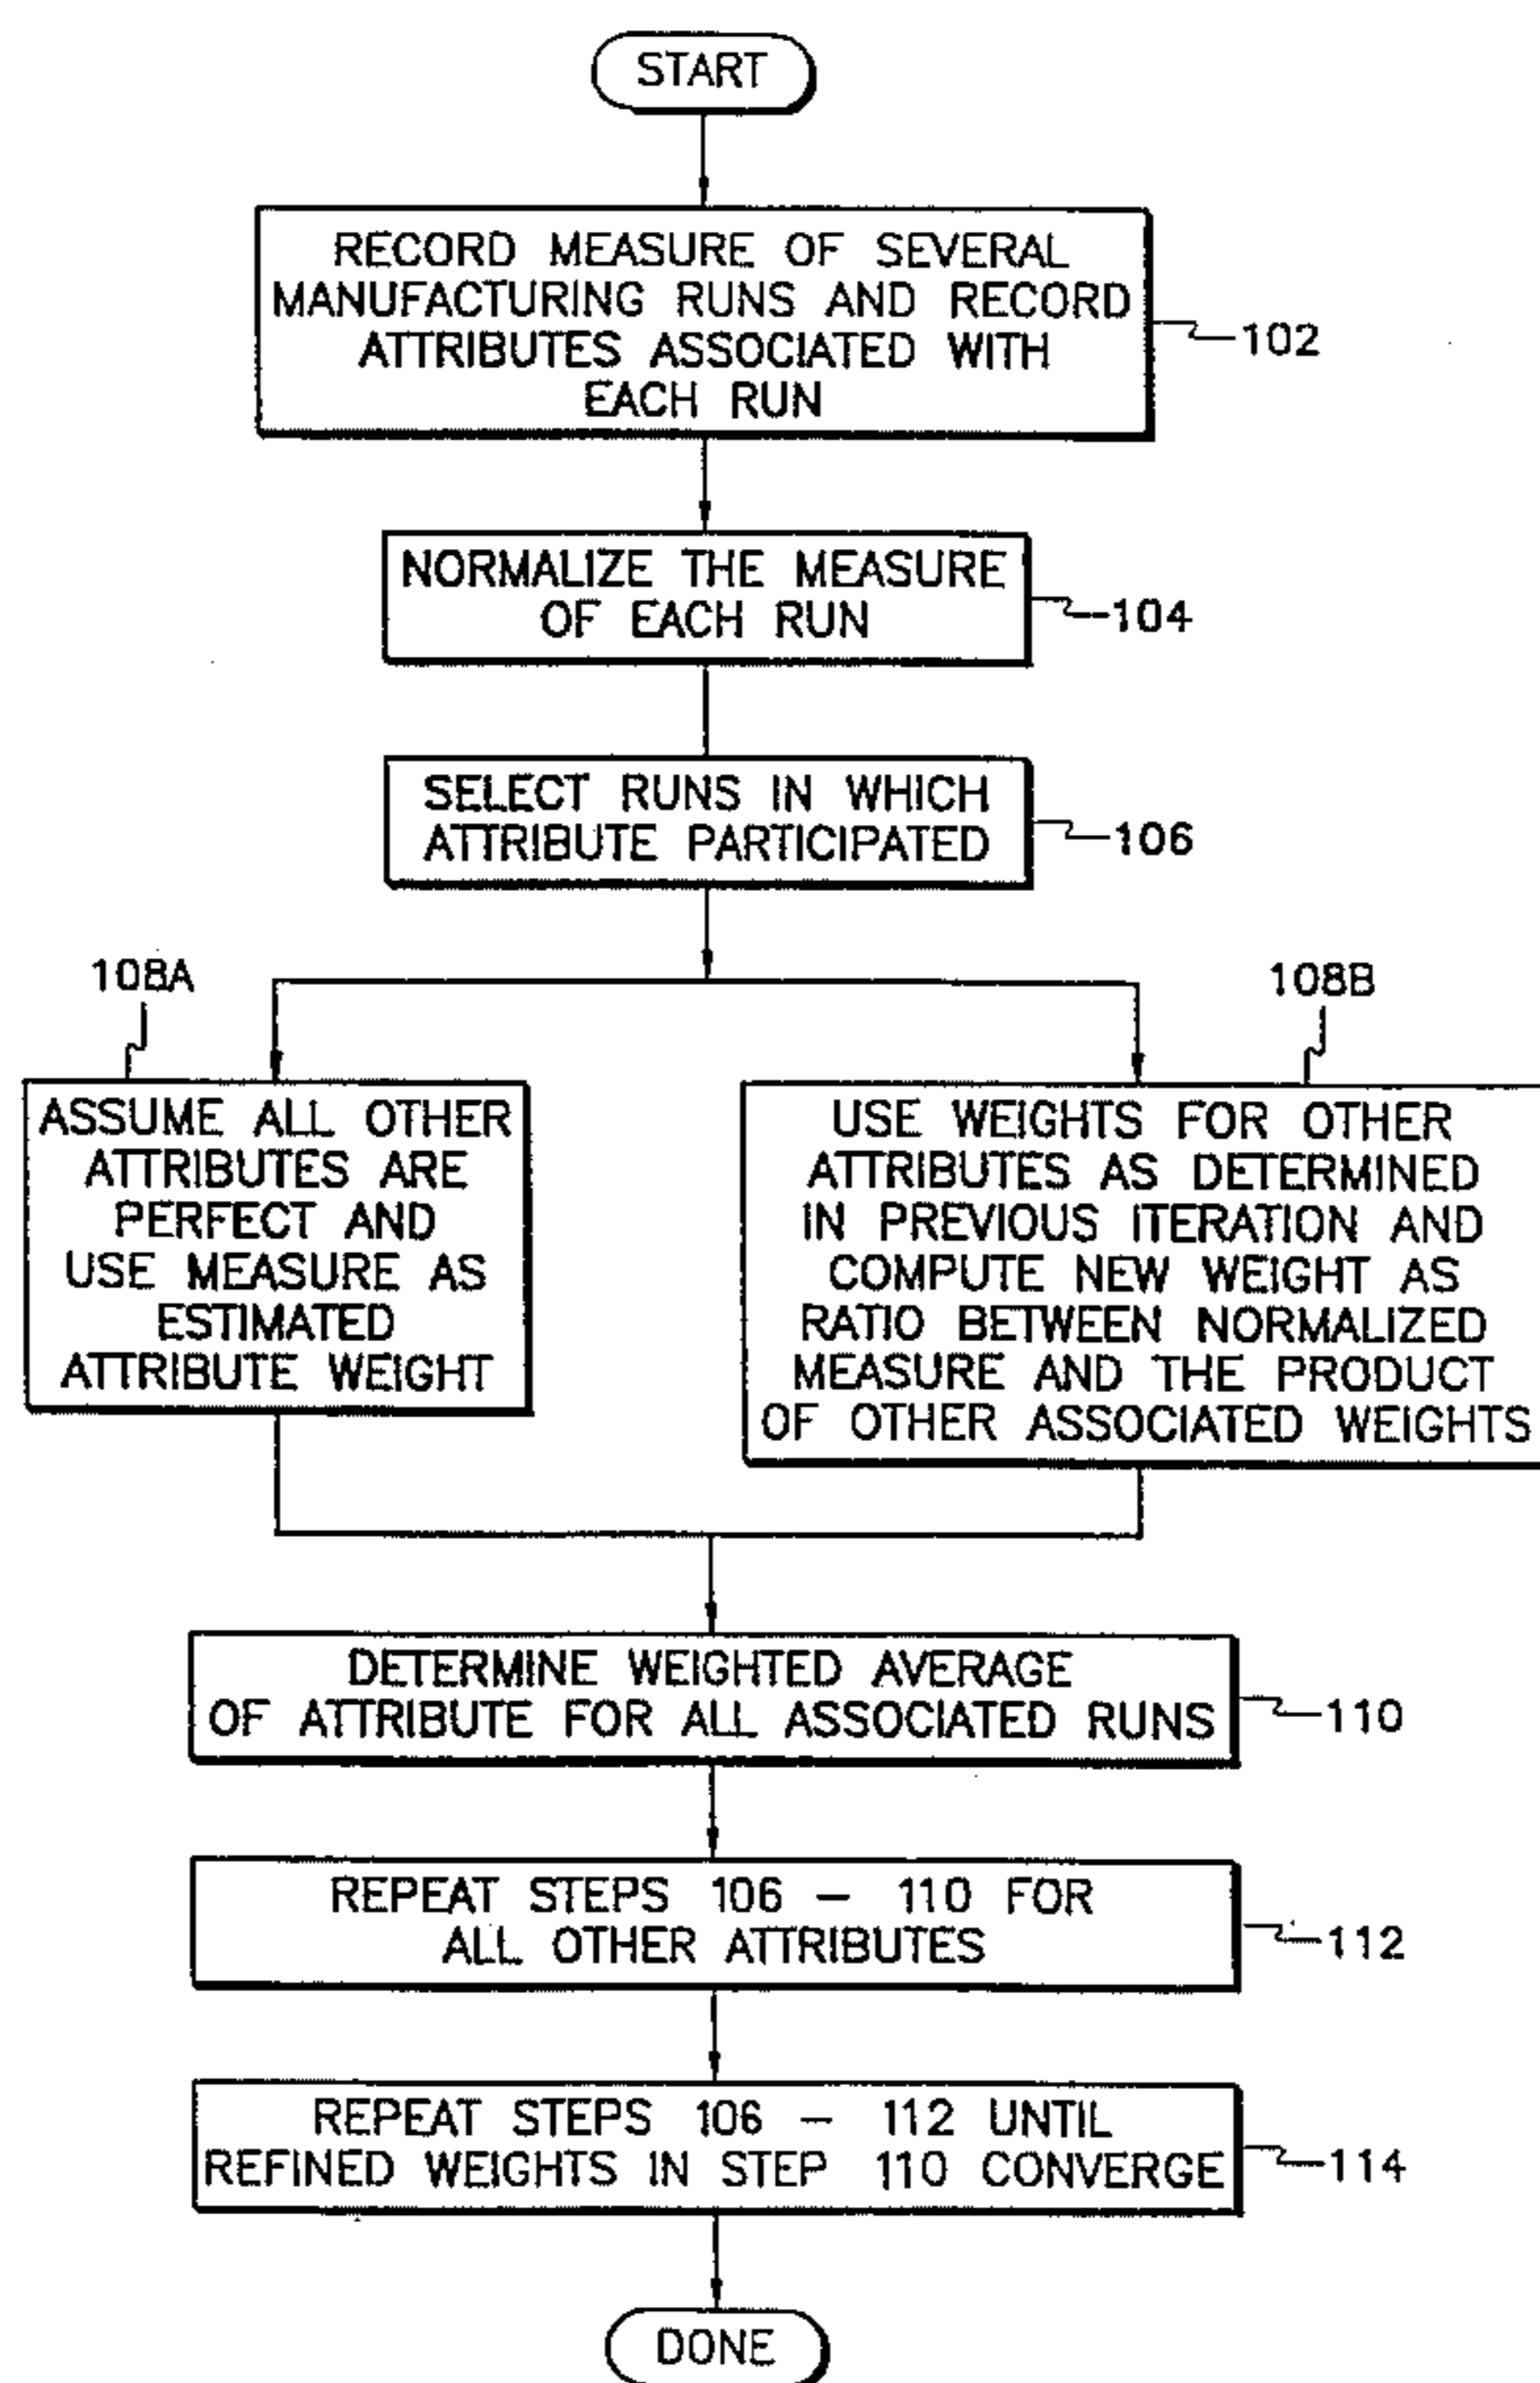 START
RECORD MEASURE OF SEVERAL
MANUFACTURING RUNS AND RECORD
ATTRIBUTES ASSOCIATED WITH
EACH RUN
102
NORMALIZE THE MEASURE
OF EACH RUN
104
SELECT RUNS IN WHICH
ATTRIBUTE PARTICIPATED
106
108A
ASSUME ALL OTHER
ATTRIBUTES ARE
PERFECT AND
USE MEASURE AS
ESTIMATED
ATTRIBUTE WEIGHT
108B
USE WEIGHTS FOR OTHER
ATTRIBUTES AS DETERMINED
IN PREVIOUS ITERATION AND
COMPUTE NEW WEIGHT AS
RATIO BETWEEN NORMALIZED
MEASURE AND THE PRODUCT
OF OTHER ASSOCIATED WEIGHTS
DETERMINE WEIGHTED AVERAGE
OF ATTRIBUTE FOR ALL ASSOCIATED RUNS
110
REPEAT STEPS 106 – 110 FOR
ALL OTHER ATTRIBUTES
112
REPEAT STEPS 106 – 112 UNTIL
REFINED WEIGHTS IN STEP 110 CONVERGE
114
DONE